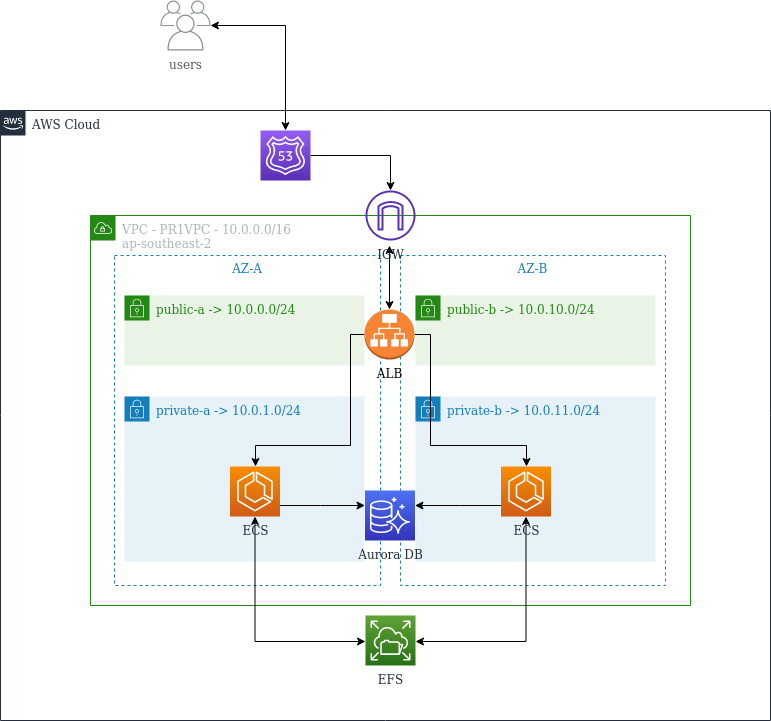 users
aws
AWS Cloud
53
VPC - PR1VPC - 10.0.0.0/16
ap-southeast-2
IGW
AZ-A
AZ-B
public-a -> 10.0.0.0/24
public-b -> 10.0.10.0/24
ALB
private-a -> 10.0.1.0/24
private-b -> 10.0.11.0/24
ECS
ECS
Aurora DB
EFS